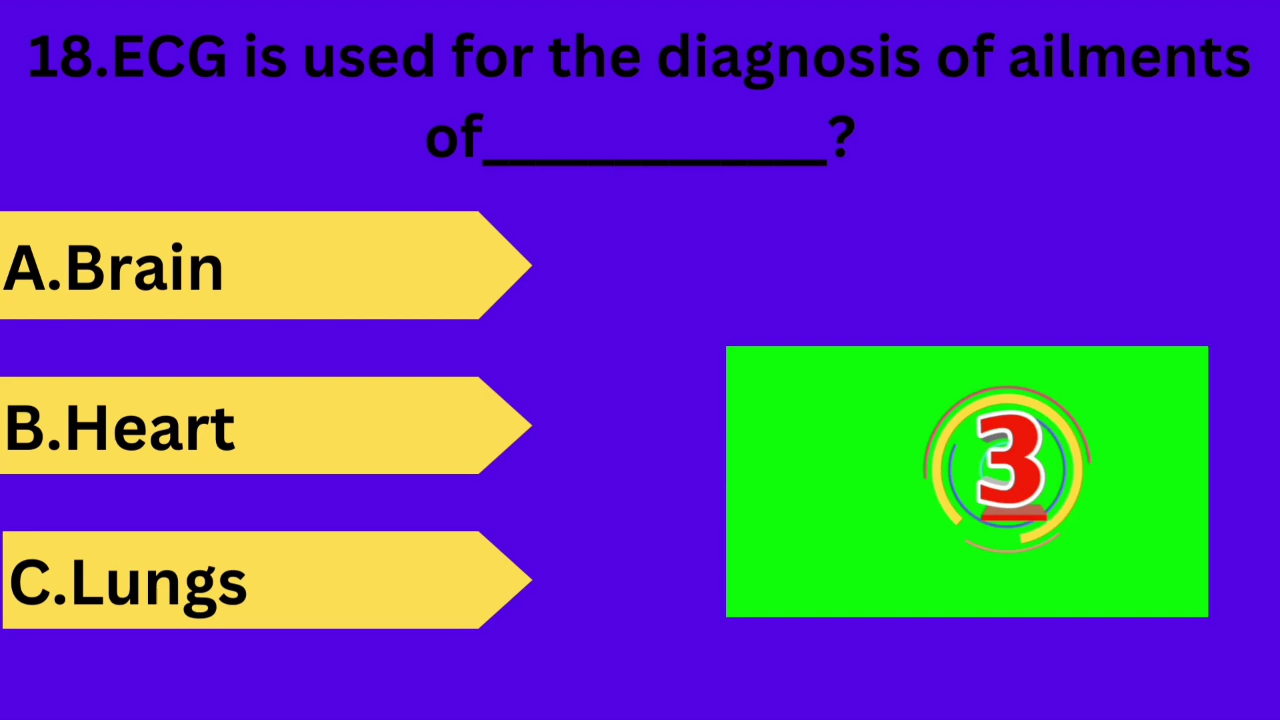 18.ECG is used for the diagnosis of ailments
of_____________?
A.Brain
B.Heart
3
C.Lungs